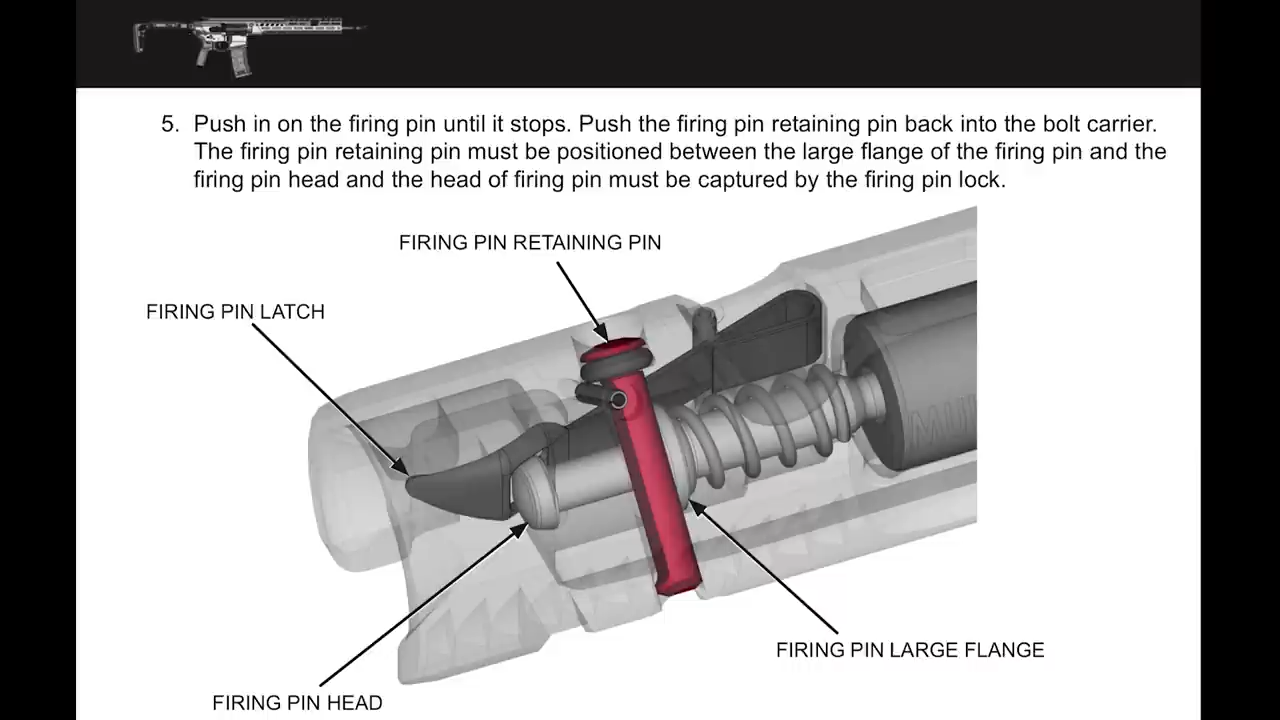 5. Push in on the firing pin until it stops. Push the firing pin retaining pin back into the bolt carrier.
The firing pin retaining pin must be positioned between the large flange of the firing pin and the
firing pin head and the head of firing pin must be captured by the firing pin lock.
FIRING PIN RETAINING PIN
FIRING PIN LATCH
MU
FIRING PIN LARGE FLANGE
FIRING PIN HEAD